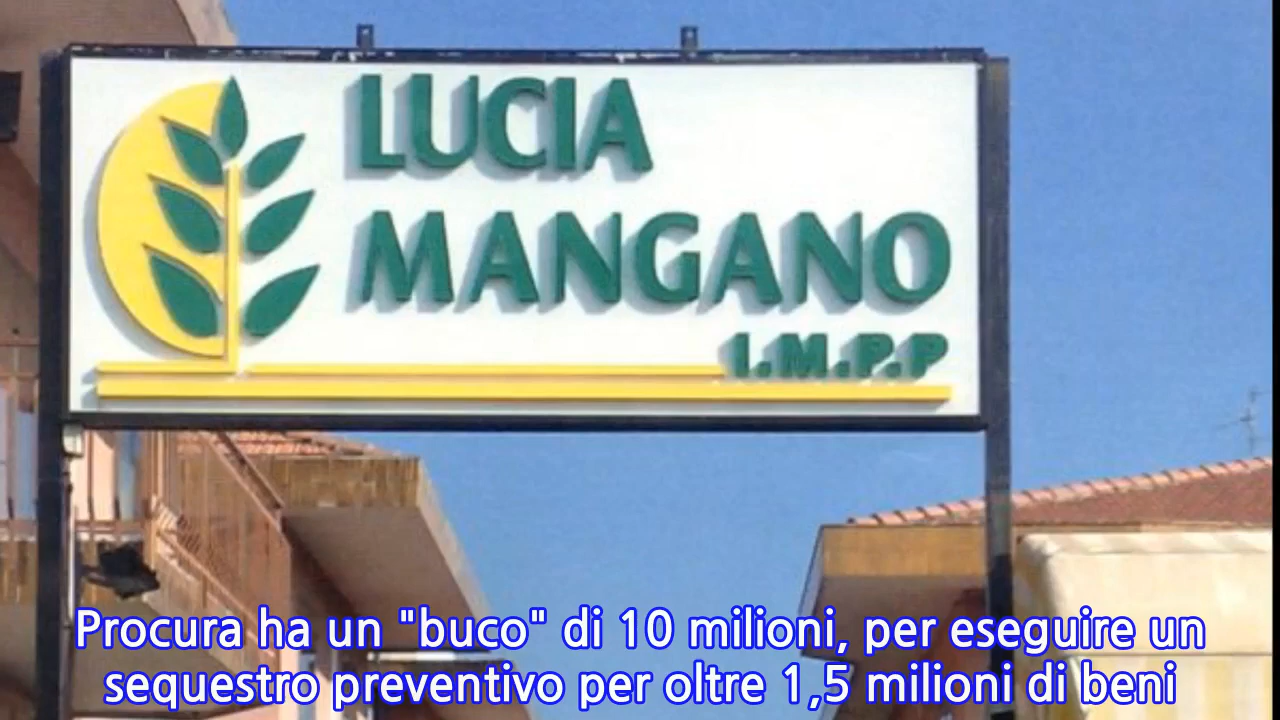 LUCIA
MANGANO
I.M.P.P
Procura ha un "buco" di 10 milioni, per eseguire un
sequestro preventivo per oltre 1,5 milioni di beni